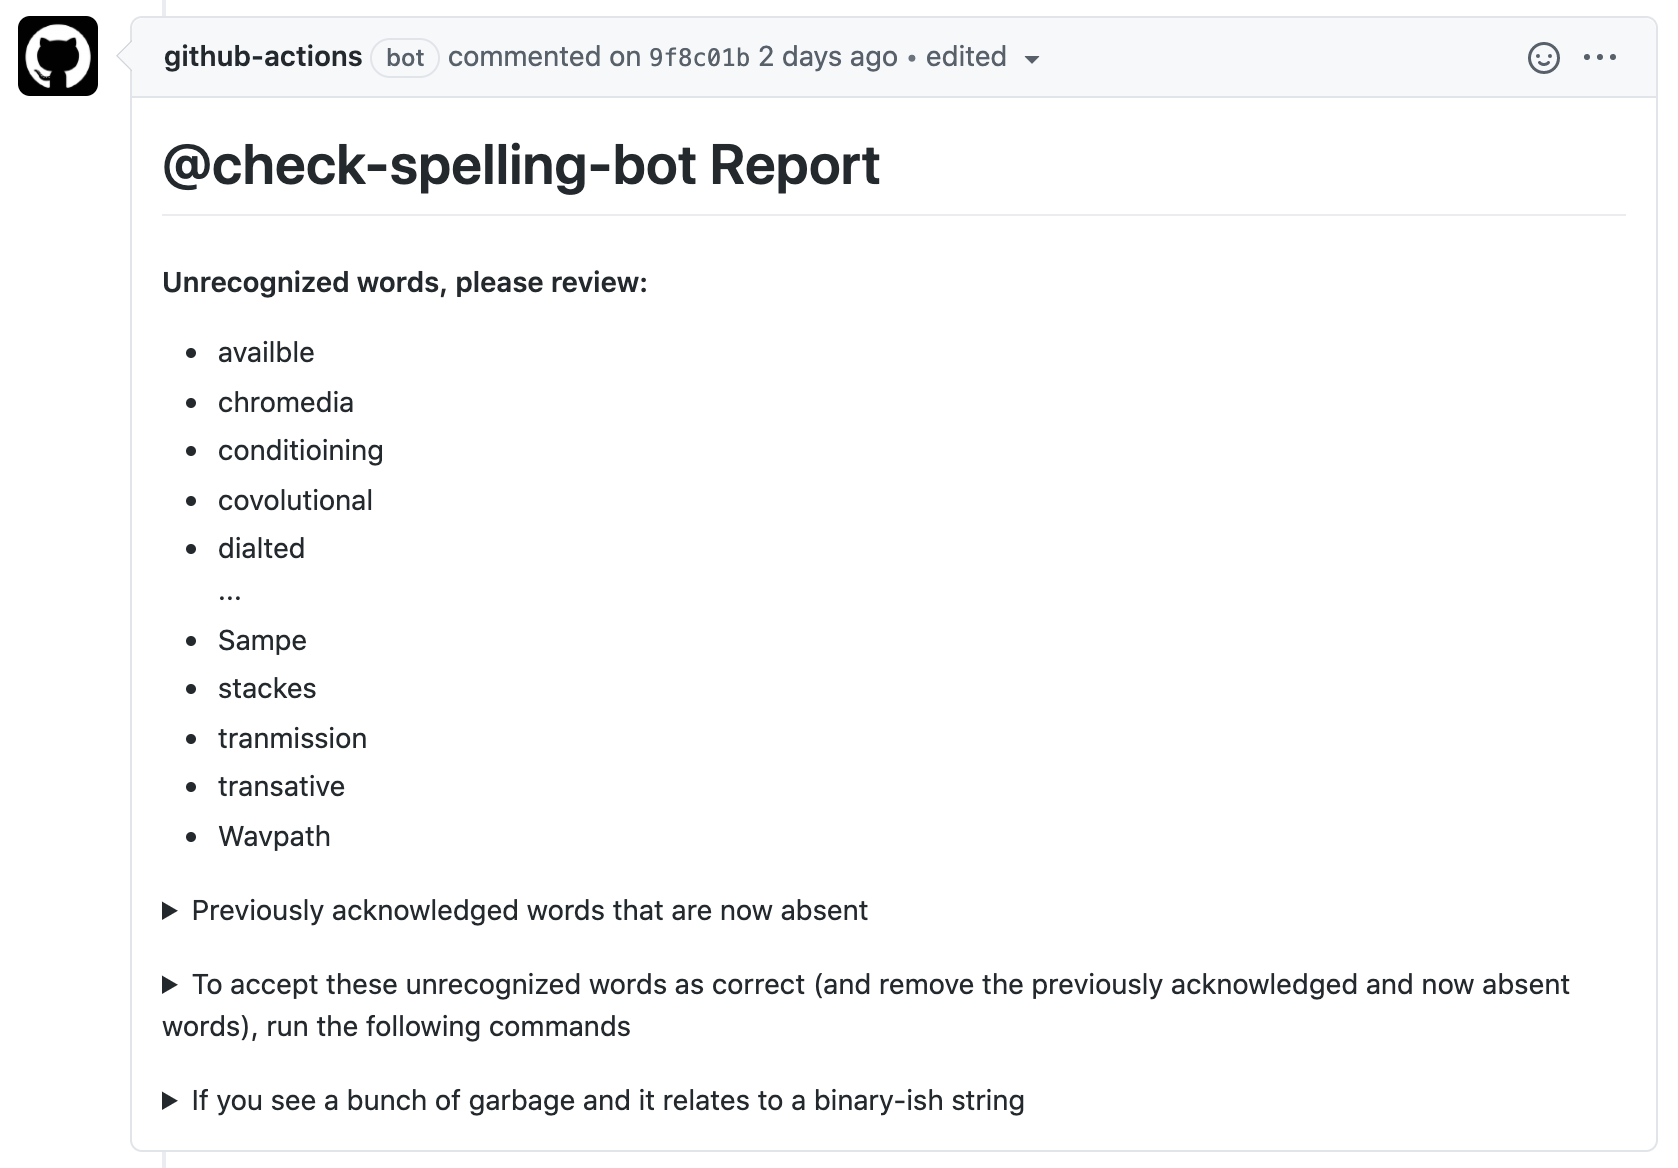 github-actions bot commented on 9f8c01b 2 days ago • edited
@check-spelling-bot Report
Unrecognized words, please review:
• availble
• chromedia
• conditioining
• covolutional
• dialted
...
• Sampe
• stackes
• tranmission
• transative
• Wavpath
▶ Previously acknowledged words that are now absent
▶ To accept these unrecognized words as correct (and remove the previously acknowledged and now absent
words), run the following commands
▶ If you see a bunch of garbage and it relates to a binary-ish string